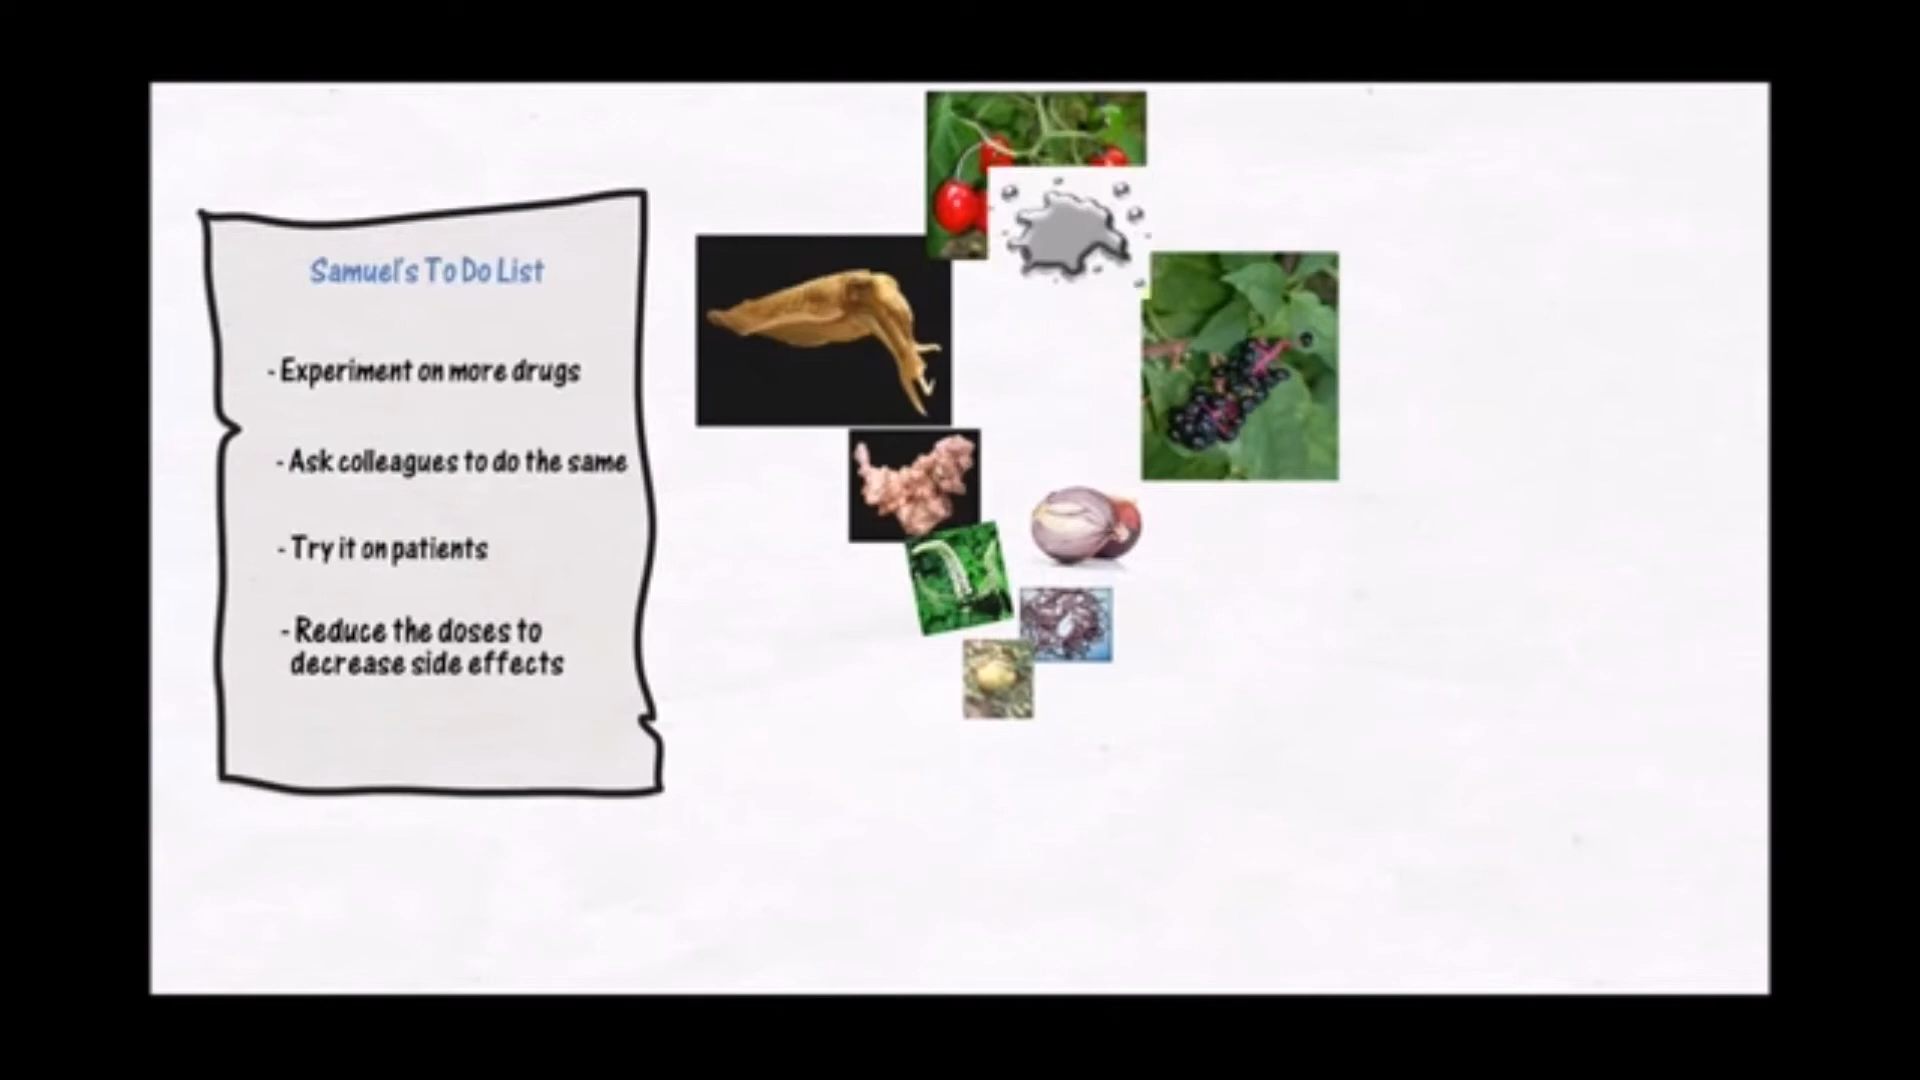 Samuel's To Do List
- Experiment on more drugs
- Ask colleagues to do the same
- Try it on patients
- Reduce the doses to
decrease side effects